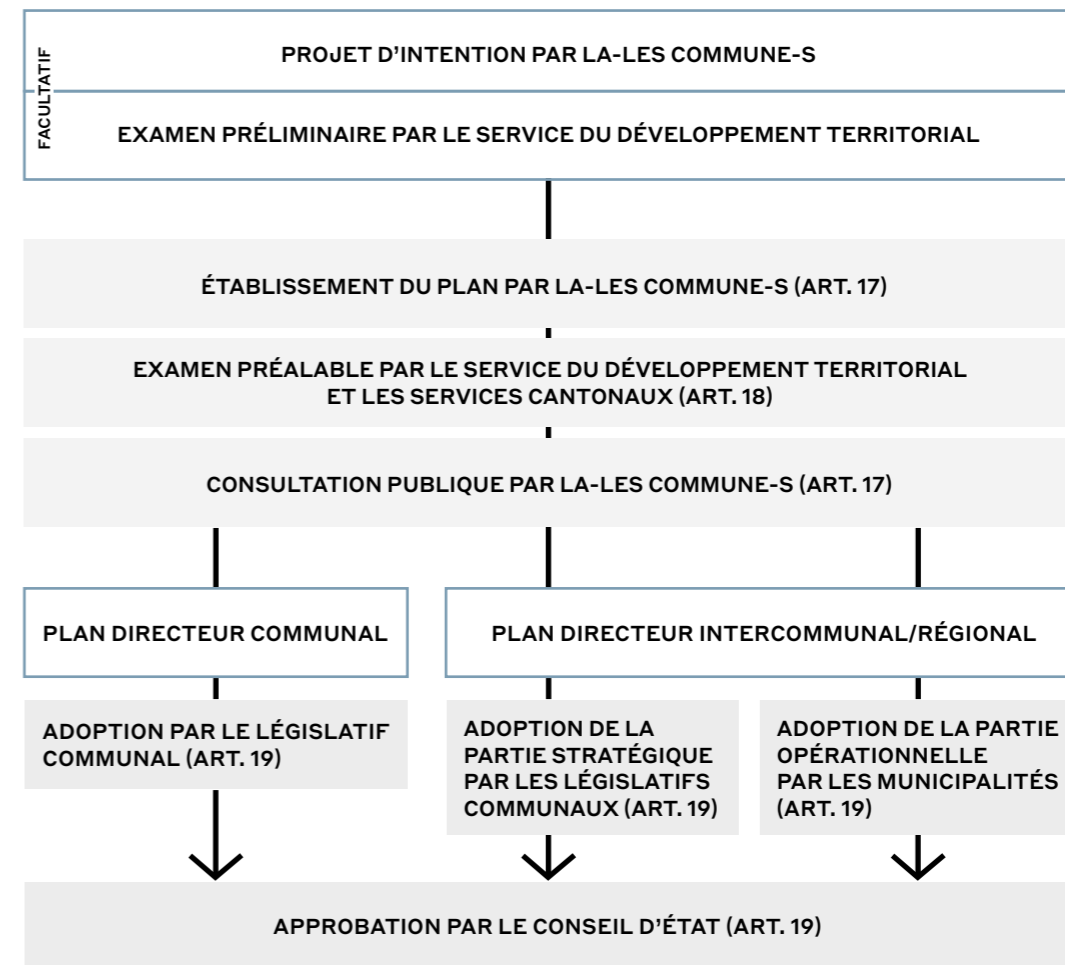 FACULTATIF
PROJET D'INTENTION PAR LA-LES COMMUNE-S
EXAMEN PRÉLIMINAIRE PAR LE SERVICE DU DÉVELOPPEMENT TERRITORIAL
ÉTABLISSEMENT DU PLAN PAR LA-LES COMMUNE-S (ART. 17)
EXAMEN PRÉALABLE PAR LE SERVICE DU DÉVELOPPEMENT TERRITORIAL
ET LES SERVICES CANTONAUX (ART. 18)
CONSULTATION PUBLIQUE PAR LA-LES COMMUNE-S (ART. 17)
PLAN DIRECTEUR COMMUNAL
PLAN DIRECTEUR INTERCOMMUNAL/RÉGIONAL
ADOPTION PAR LE LÉGISLATIF
COMMUNAL (ART. 19)
ADOPTION DE LA
PARTIE STRATÉGIQUE
PAR LES LÉGISLATIFS
COMMUNAUX (ART. 19)
ADOPTION DE LA PARTIE
OPÉRATIONNELLE
PAR LES MUNICIPALITÉS
(ART. 19)
APPROBATION PAR LE CONSEIL D'ÉTAT (ART. 19)